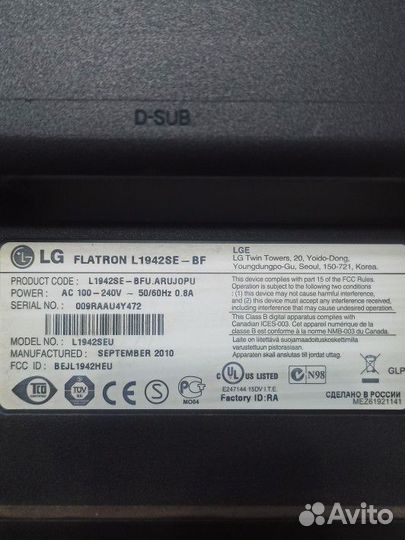 D-SUB
LG FLATRON L1942SE-BF
PRODUCT CODE: L1942SE-BFU.ARUJOPU
POWER: AC 100-240V ~ 50/60Hz 0.8A
SERIAL NO.: 009RAAU4Y472
MODEL NO.: L1942SEU
MANUFACTURED: SEPTEMBER 2010
FCC ID: BEJL1942HEU
LGE
LG Twin Towers, 20, Yoido-Dong,
Youngdungpo-Gu, Seoul, 150-721, Korea.
This device complies with part 15 of the FCC Rules.
Operation is subject to the following two conditions:
(1) this device may not cause harmful interference,
and (2) this device must accept any interference
received, including interference that may cause
undesired operation.
This Class B digital apparatus complies with
Canadian ICES-003. Cet appareil numérique de la
classe B est conforme à la norme NMB-003 du Canada.
Apparaten skall anslutas till jordat uttag.
Laite on liitettävä suojamaadoituskoskettimilla
varustettuun pistorasiaan.
TCO
TÜV
MO04
UL US LISTED
E247144 15DV I.T.E.
Factory ID:RA
N98
GLP
СДЕЛАНО В РОССИИ
MEZ61921141
Avito